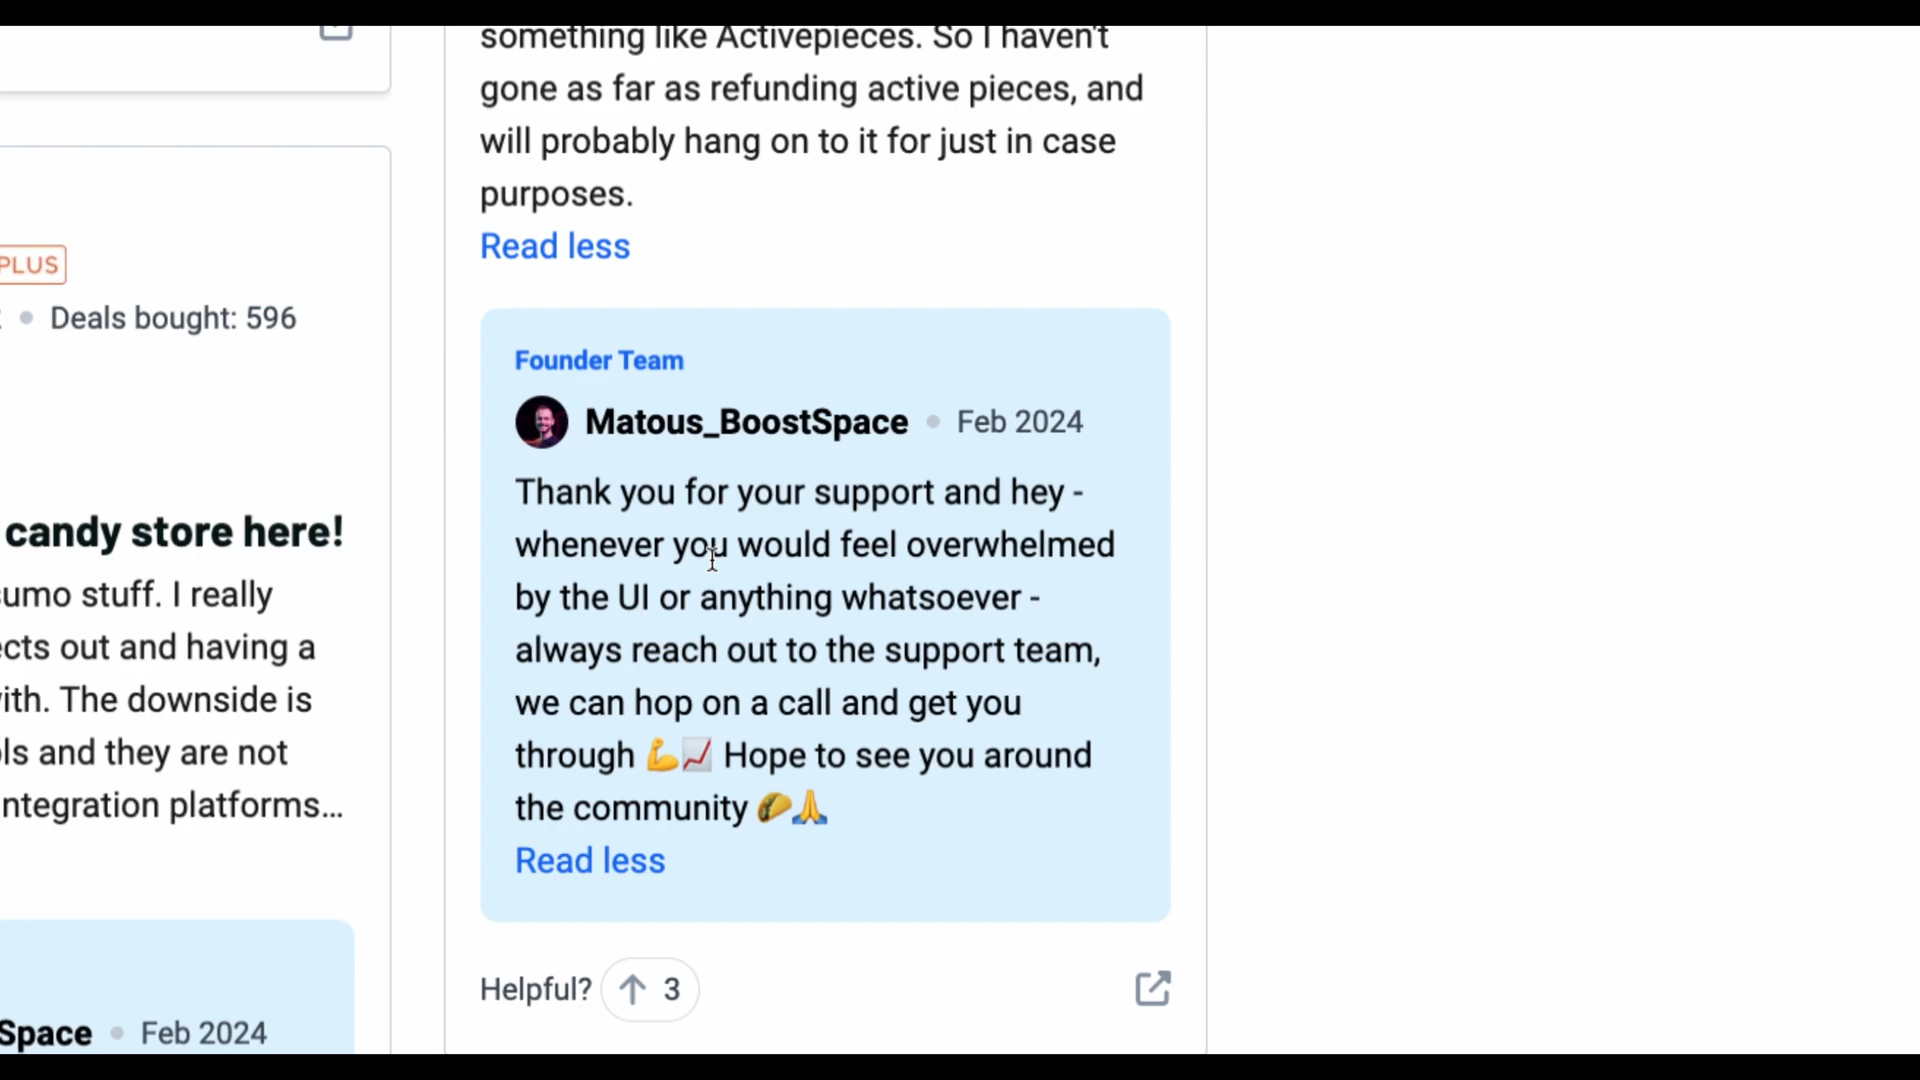 PLUS
Deals bought: 596
candy store here!
sumo stuff. I really
ects out and having a
with. The downside is
ols and they are not
integration platforms...
Space • Feb 2024
something like Activepieces. So I haven't
gone as far as refunding active pieces, and
will probably hang on to it for just in case
purposes.
Read less
Founder Team
Matous_BoostSpace • Feb 2024
Thank you for your support and hey -
whenever you would feel overwhelmed
by the UI or anything whatsoever -
always reach out to the support team,
we can hop on a call and get you
through 💪📈 Hope to see you around
the community 🌮🙏
Read less
Helpful? ↑ 3